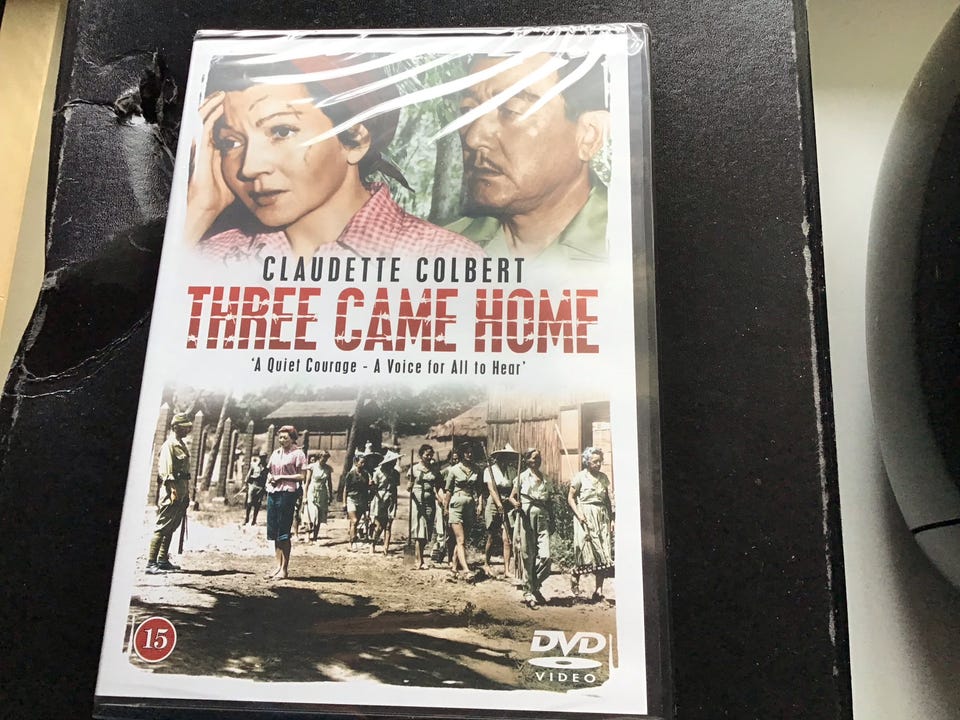 CLAUDETTE COLBERT
THREE CAME HOME
'A Quiet Courage - A Voice for All to Hear'
15
DVD
VIDEO